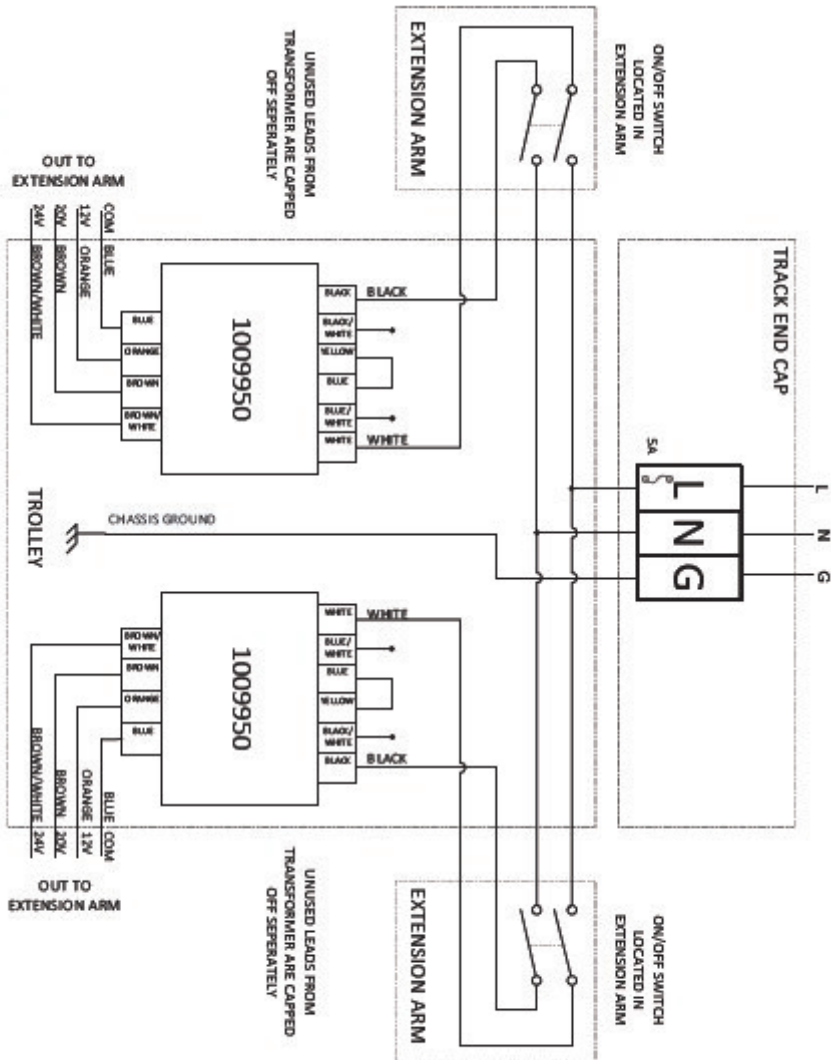 ON/OFF SWITCH
LOCATED IN
EXTENSION ARM
EXTENSION ARM
UNUSED LEADS FROM
TRANSFORMER ARE CAPPED
OFF SEPERATELY
OUT TO
EXTENSION ARM
24V
20V
12V
COM
BROWN/WHITE
BROWN
ORANGE
BLUE
BLUE
ORANGE
BROWN
BROWN/
WHITE
1009950
BLACK
BLACK/
WHITE
YELLOW
BLUE
BLUE/
WHITE
WHITE
BLACK
WHITE
TRACK END CAP
5A
L
N
G
L
N
G
CHASSIS GROUND
TROLLEY
WHITE
BLUE/
WHITE
BLUE
YELLOW
BLACK/
WHITE
BLACK
WHITE
BLACK
1009950
BROWN/
WHITE
BROWN
ORANGE
BLUE
BROWN/WHITE
BROWN
ORANGE
BLUE
24V
20V
12V
COM
OUT TO
EXTENSION ARM
UNUSED LEADS FROM
TRANSFORMER ARE CAPPED
OFF SEPERATELY
EXTENSION ARM
ON/OFF SWITCH
LOCATED IN
EXTENSION ARM